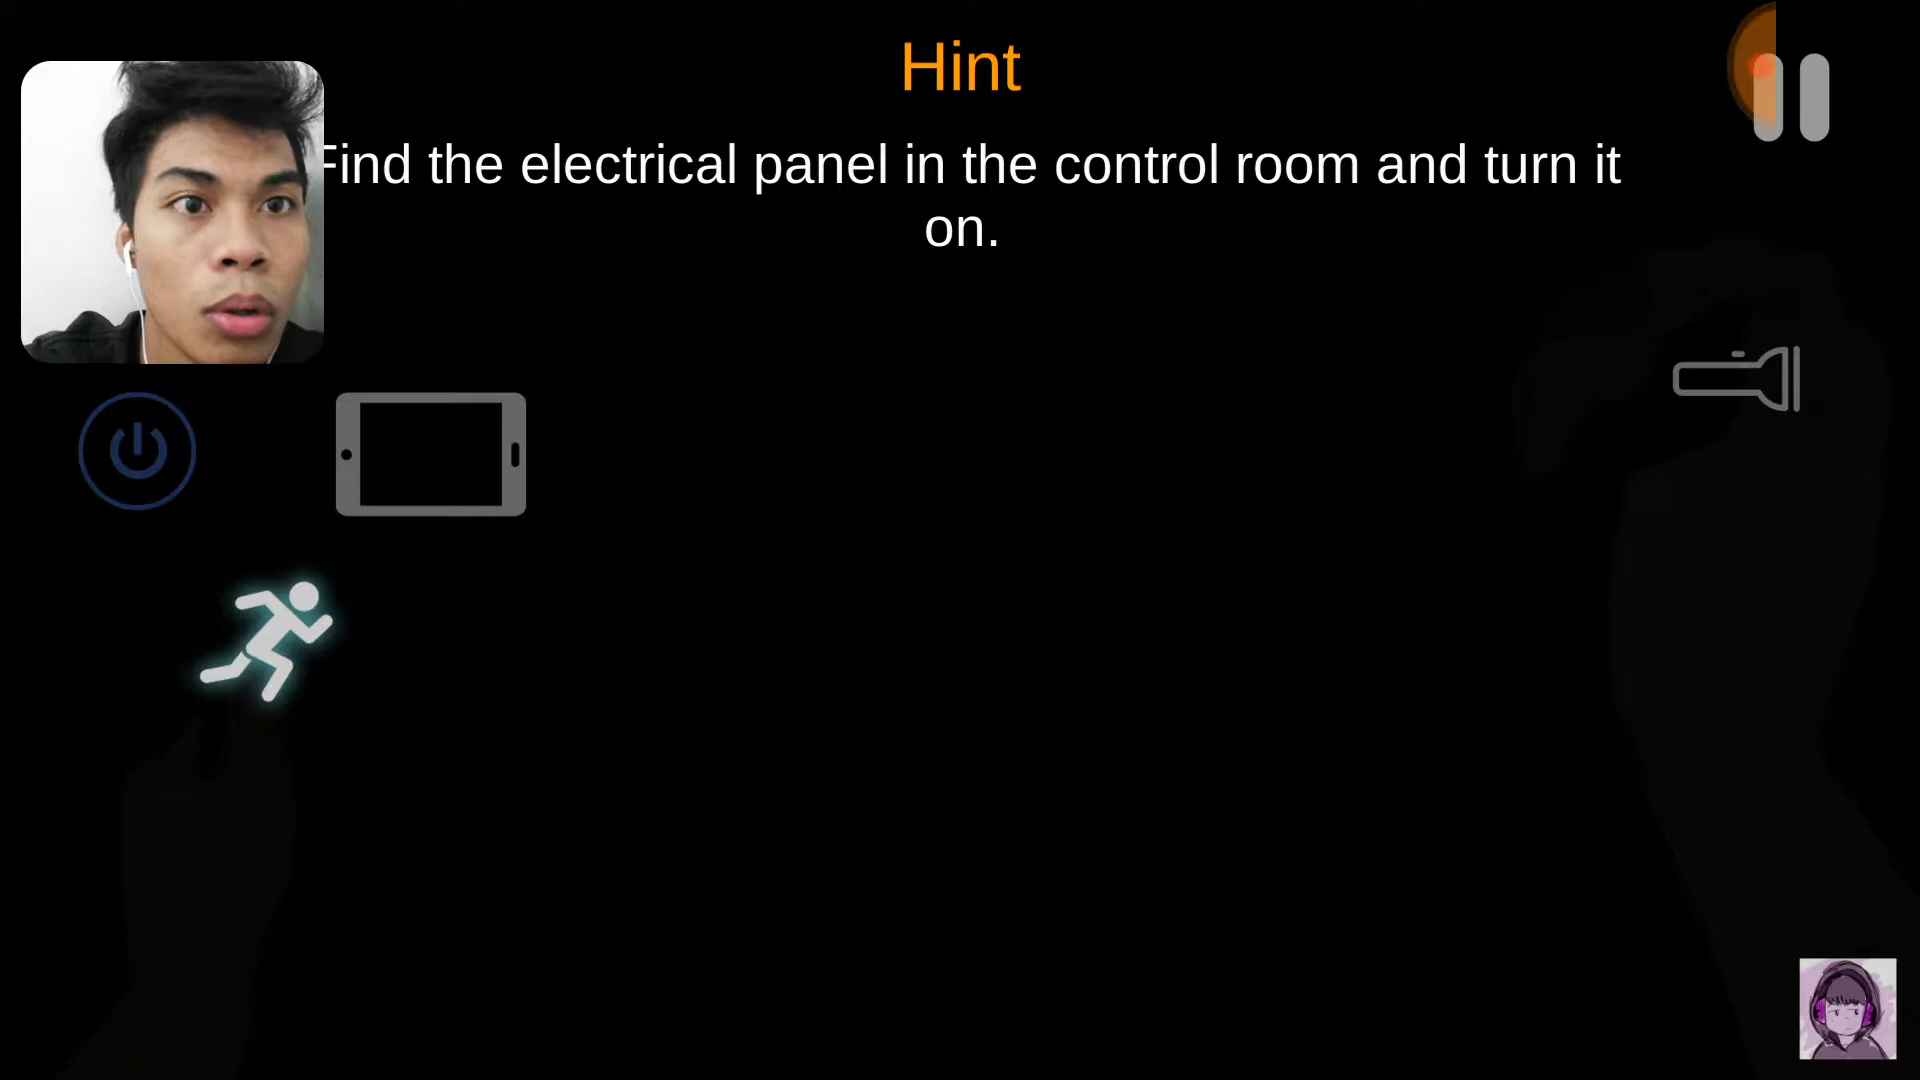 Hint
Find the electrical panel in the control room and turn it
on.